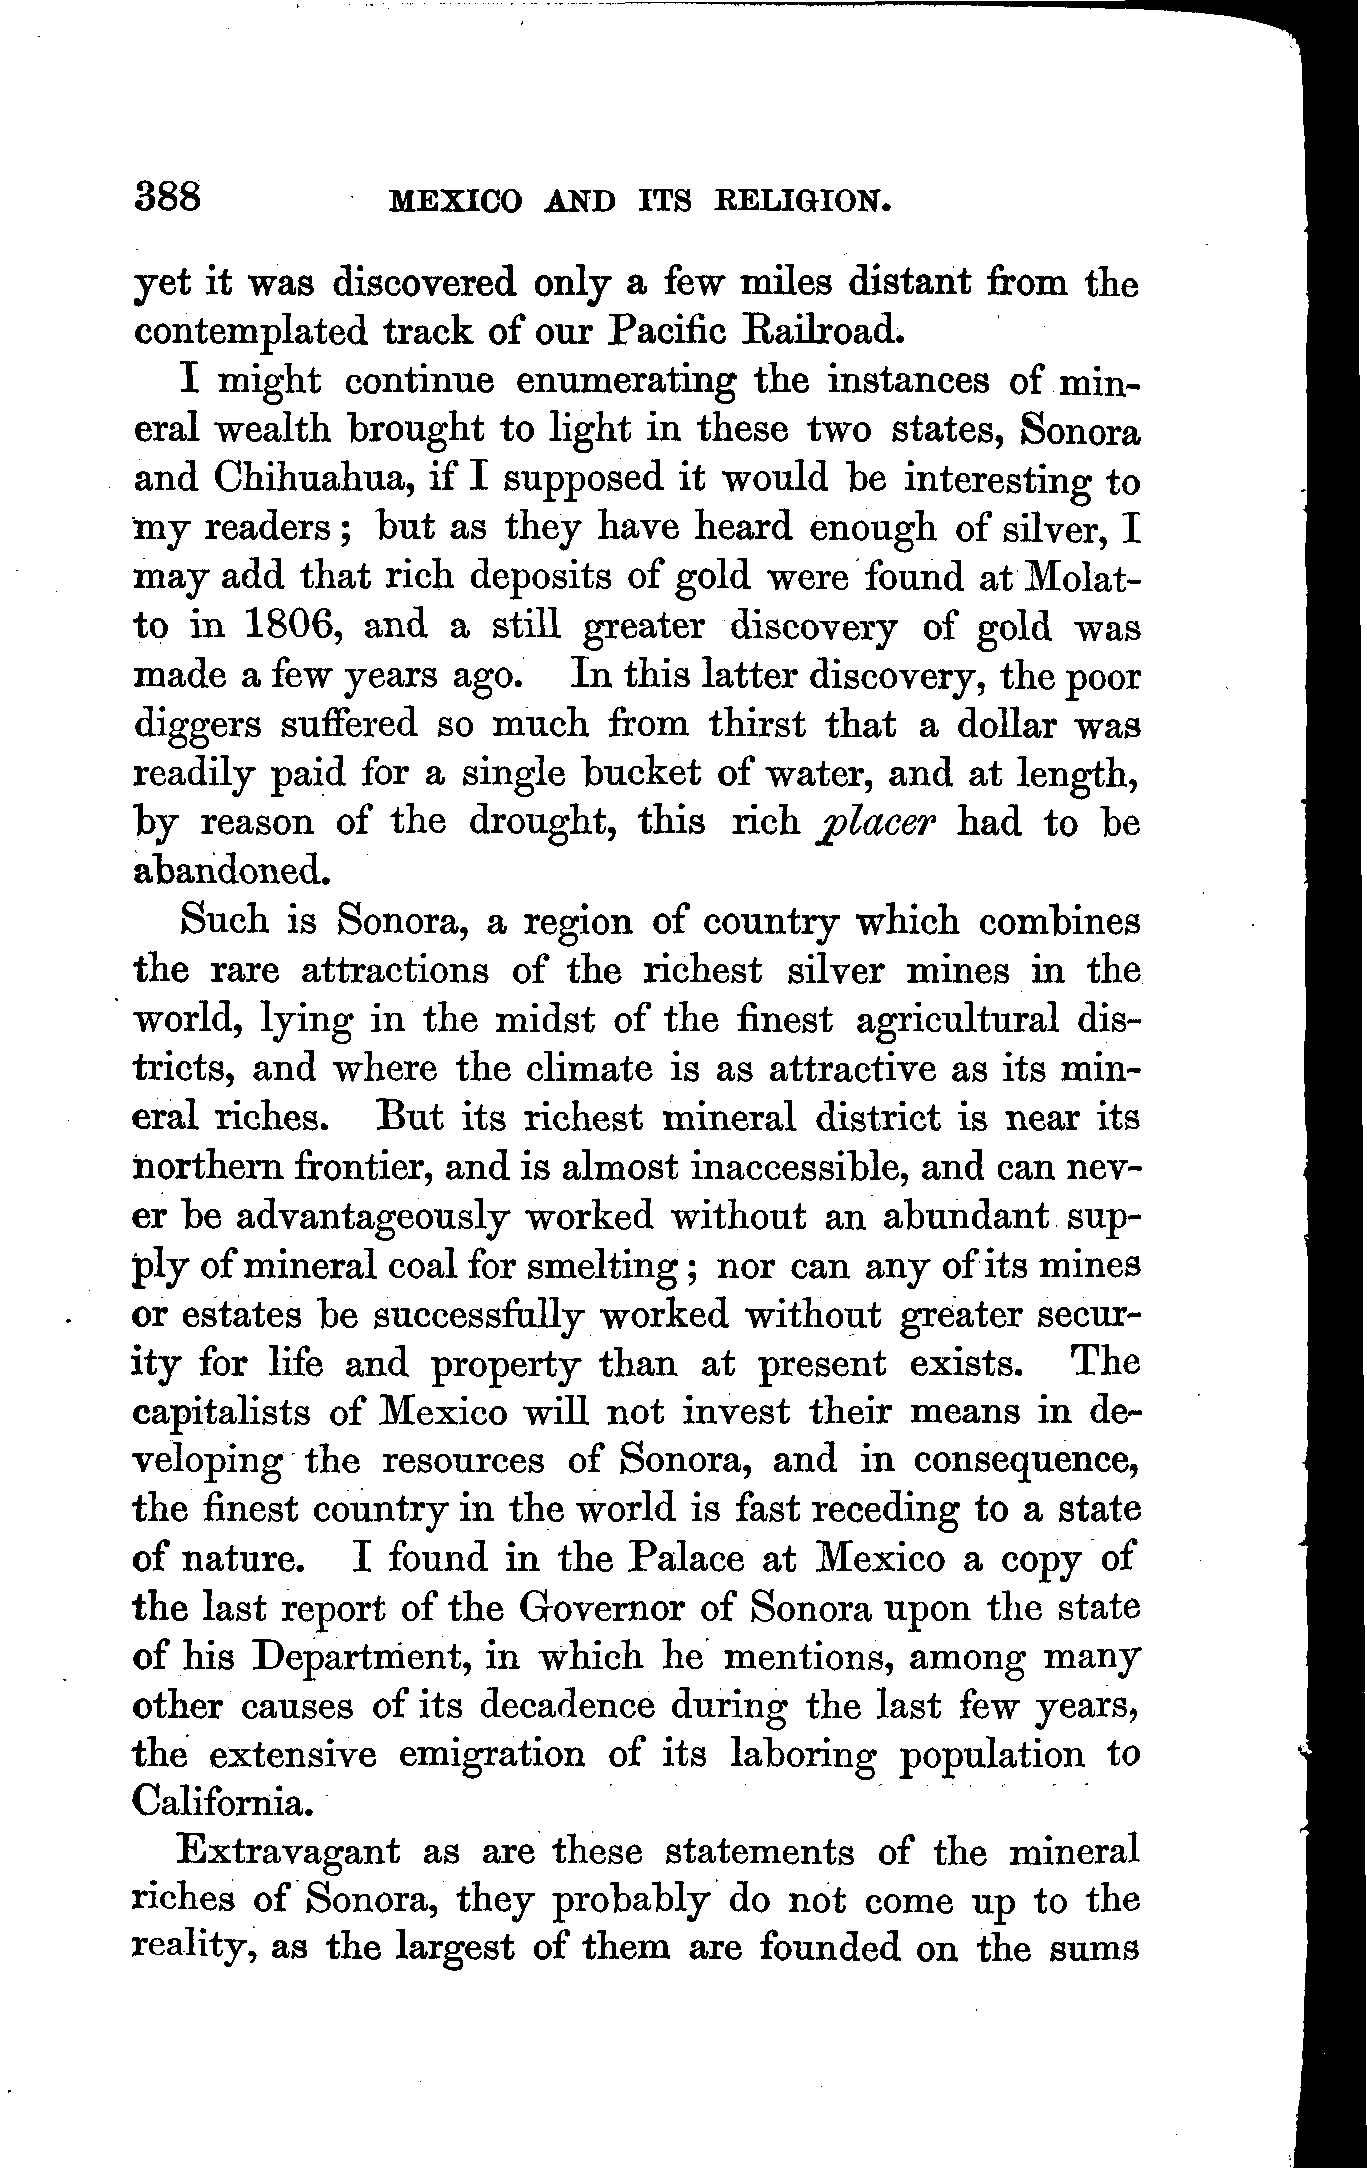 388 MEXICO AND ITS RELIGION.
yet it was discovered only a few miles distant from the
contemplated track of our Pacific Railroad.
I might continue enumerating the instances of min-
eral wealth brought to light in these two states, Sonora
and Chihuahua, if I supposed it would be interesting to
my readers; but as they have heard enough of silver, I
may add that rich deposits of gold were found at Molat-
to in 1806, and a still greater discovery of gold was
made a few years ago. In this latter discovery, the poor
diggers suffered so much from thirst that a dollar was
readily paid for a single bucket of water, and at length,
by reason of the drought, this rich placer had to be
abandoned.
Such is Sonora, a region of country which combines
the rare attractions of the richest silver mines in the
world, lying in the midst of the finest agricultural dis-
tricts, and where the climate is as attractive as its min-
eral riches. But its richest mineral district is near its
northern frontier, and is almost inaccessible, and can nev-
er be advantageously worked without an abundant sup-
ply of mineral coal for smelting; nor can any of its mines
or estates be successfully worked without greater secur-
ity for life and property than at present exists. The
capitalists of Mexico will not invest their means in de-
veloping the resources of Sonora, and in consequence,
the finest country in the world is fast receding to a state
of nature. I found in the Palace at Mexico a copy of
the last report of the Governor of Sonora upon the state
of his Department, in which he mentions, among many
other causes of its decadence during the last few years,
the extensive emigration of its laboring population to
California.
Extravagant as are these statements of the mineral
riches of Sonora, they probably do not come up to the
reality, as the largest of them are founded on the sums